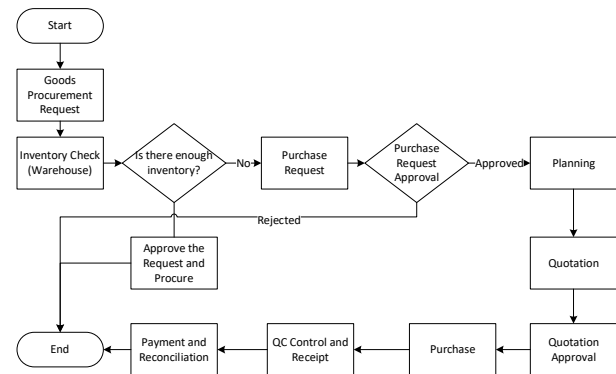 Start
Goods
Procurement
Request
Inventory Check
(Warehouse)
Is there enough
inventory?
No
Purchase
Request
Purchase
Request
Approval
Approved
Planning
Rejected
Approve the
Request and
Procure
Quotation
End
Payment and
Reconciliation
QC Control and
Receipt
Purchase
Quotation
Approval